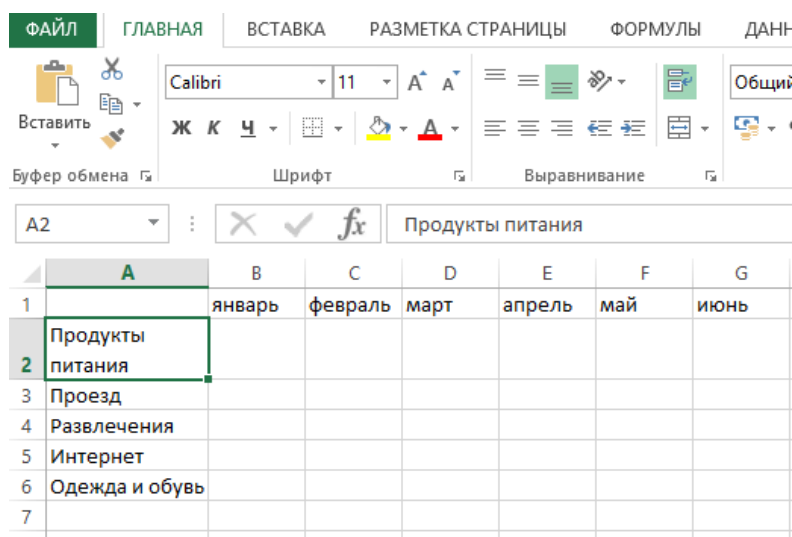 ФАЙЛ ГЛАВНАЯ ВСТАВКА РАЗМЕТКА СТРАНИЦЫ ФОРМУЛЫ ДАНН
Calibri 11 A A Общий
Вставить Ж К Ч А
Буфер обмена Шрифт Выравнивание
A2 fx Продукты питания
A B C D E F G
1 январь февраль март апрель май июнь
Продукты
2 питания
3 Проезд
4 Развлечения
5 Интернет
6 Одежда и обувь
7